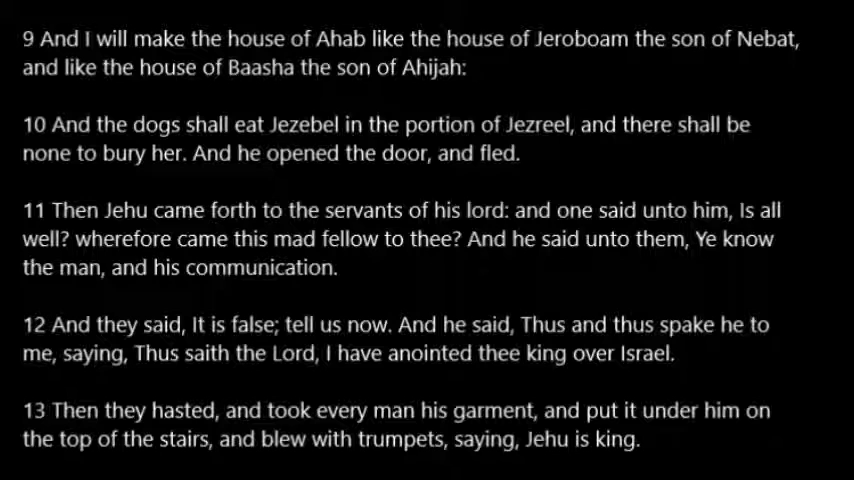 9 And I will make the house of Ahab like the house of Jeroboam the son of Nebat,
and like the house of Baasha the son of Ahijah:
10 And the dogs shall eat Jezebel in the portion of Jezreel, and there shall be
none to bury her. And he opened the door, and fled.
11 Then Jehu came forth to the servants of his lord: and one said unto him, Is all
well? wherefore came this mad fellow to thee? And he said unto them, Ye know
the man, and his communication.
12 And they said, It is false; tell us now. And he said, Thus and thus spake he to
me, saying, Thus saith the Lord, I have anointed thee king over Israel.
13 Then they hasted, and took every man his garment, and put it under him on
the top of the stairs, and blew with trumpets, saying, Jehu is king.